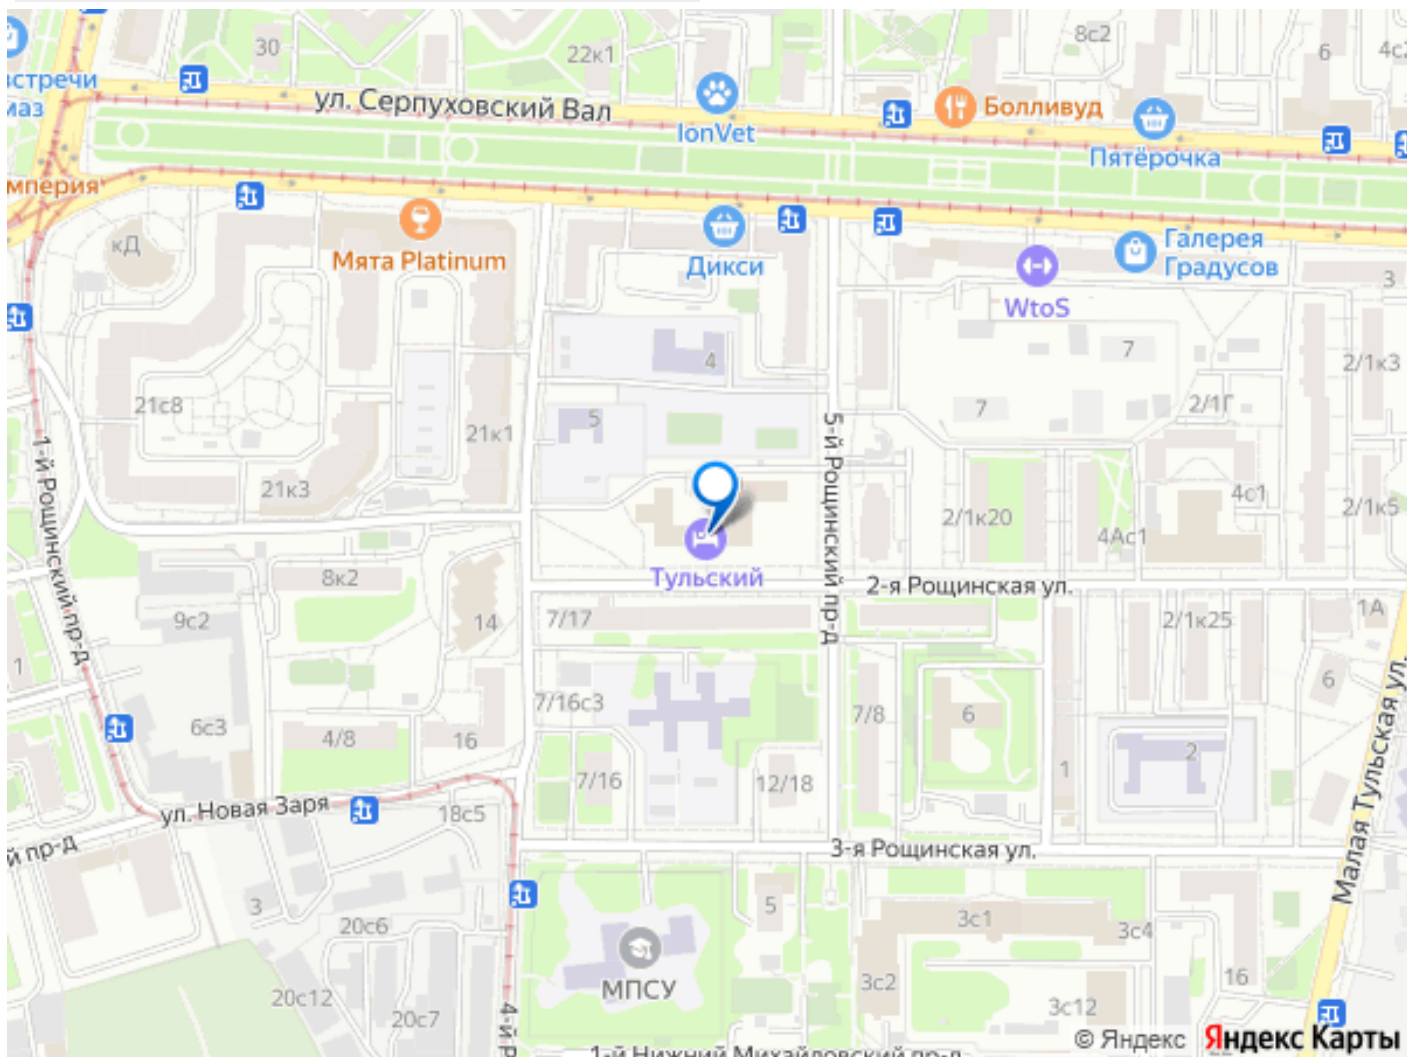 30
22к1
8с2
6
4с2
встречи
маз
ул. Серпуховский Вал
IonVet
Болливуд
Пятёрочка
мперия
кД
Мята Platinum
Дикси
Галерея
Градусов
WtoS
3
4
7
2/1к3
21с8
5
7
2/1Г
21к1
1-й Рощинский пр-д
5-й Рощинский пр-д
21к3
4с1
2/1к5
2/1к20
4Ас1
Тульский
8к2
2-я Рощинская ул.
9с2
14
7/17
2/1к25
1А
1
7/16с3
6
6
7/8
6с3
4/8
16
2
7/16
12/18
1
ул. Новая Заря
18с5
й пр-д
3-я Рощинская ул.
Малая Тульская ул.
3
5
20с6
3с1
3с4
МПСУ
3с2
16
20с12
20с7
3с12
4-й Р
1-й Нижний Михайловский пр-д
© Яндекс Яндекс Карты